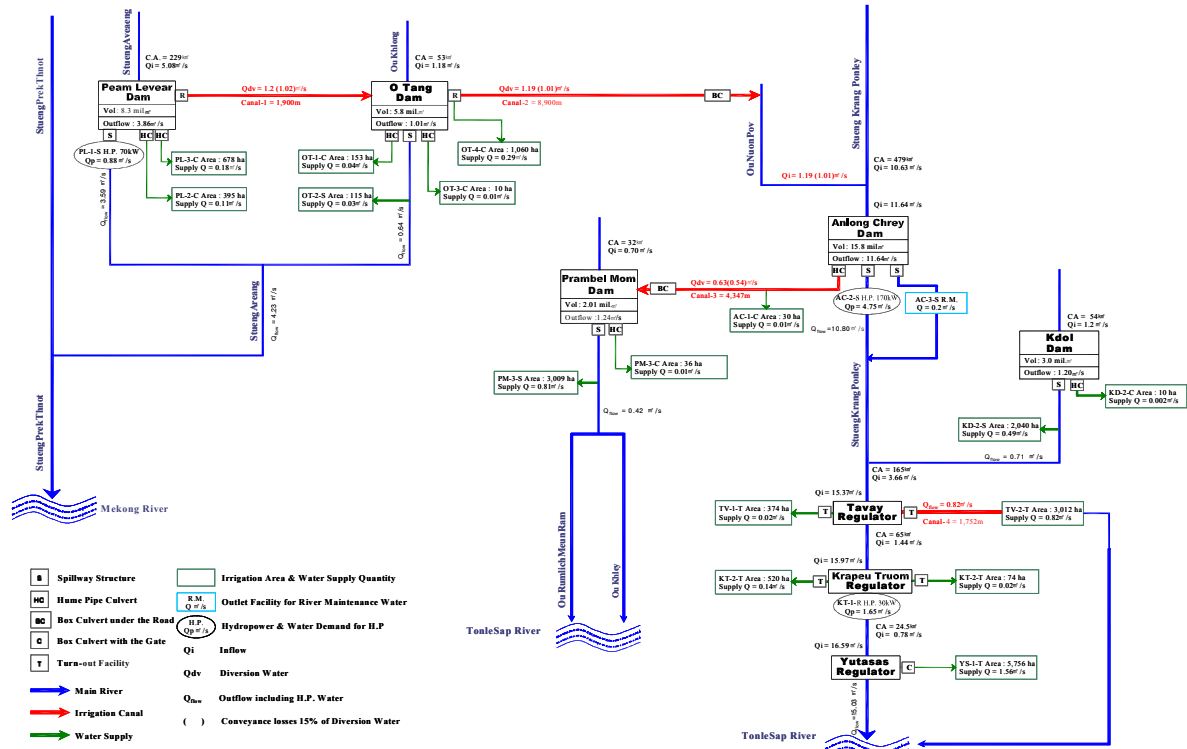 StuengPrekThnot
StuengAveaeng
C.A. = 229㎢
Qi = 5.08㎥/s
Peam Levear
Dam
Vol: 8.3 mil㎥
Outflow : 3.86㎥/s
R
S
HC
HC
PL-1-S H.P. 70kW
Qp = 0.88㎥/s
PL-3-C Area : 678 ha
Supply Q = 0.18㎥/s
PL-2-C Area : 395 ha
Supply Q = 0.11㎥/s
Qflow = 3.59 ㎥/s
Qdv = 1.2 (1.02)㎥/s
Canal-1 = 1,900m
OuKhlong
CA = 53㎢
Qi = 1.18㎥/s
O Tang
Dam
Vol: 5.8 mil.㎥
Outflow : 1.01㎥/s
R
HC
S
HC
OT-1-C Area : 153 ha
Supply Q = 0.04㎥/s
OT-2-S Area : 115 ha
Supply Q = 0.03㎥/s
OT-3-C Area : 10 ha
Supply Q = 0.01㎥/s
OT-4-C Area : 1,060 ha
Supply Q = 0.29㎥/s
Qflow = 0.64 ㎥/s
Qdv = 1.19 (1.01)㎥/s
Canal-2 = 8,900m
BC
OuNuonPov
Qi = 1.19 (1.01)㎥/s
Stueng Krang Ponley
CA = 479㎢
Qi = 10.63㎥/s
Qi = 11.64㎥/s
Anlong Chrey
Dam
Vol: 15.8 mil㎥
Outflow : 11.64㎥/s
HC
S
S
AC-2-S H.P. 170kW
Qp = 4.75㎥/s
AC-3-S R.M.
Q = 0.2㎥/s
Qflow =10.80㎥/s
AC-1-C Area : 30 ha
Supply Q = 0.01㎥/s
Qdv = 0.63(0.54)㎥/s
Canal-3 = 4,347m
BC
CA = 32㎢
Qi = 0.70㎥/s
Prambel Mom
Dam
Vol : 2.01 mil.㎥
Outflow :1.24㎥/s
S
HC
PM-3-C Area : 36 ha
Supply Q = 0.01㎥/s
PM-3-S Area : 3,009 ha
Supply Q = 0.81㎥/s
Qflow = 0.42 ㎥/s
StuengAreang
Qflow = 4.23 ㎥/s
StuengPrekThnot
Mekong River
StuengKrangPonley
CA = 54㎢
Qi = 1.2㎥/s
Kdol
Dam
Vol: 3.0 mil.㎥
Outflow : 1.20㎥/s
S
HC
KD-2-C Area : 10 ha
Supply Q = 0.002㎥/s
KD-2-S Area : 2,040 ha
Supply Q = 0.49㎥/s
Qflow = 0.71 ㎥/s
CA = 165㎢
Qi = 3.66㎥/s
Qi = 15.37㎥/s
TV-1-T Area : 374 ha
Supply Q = 0.02㎥/s
T
Tavay
Regulator
T
Qflow = 0.82㎥/s
Canal-4 = 1,752m
TV-2-T Area : 3,012 ha
Supply Q = 0.82㎥/s
CA = 65㎢
Qi = 1.44㎥/s
Qi = 15.97㎥/s
KT-2-T Area : 520 ha
Supply Q = 0.14㎥/s
T
Krapeu Truom
Regulator
T
KT-2-T Area : 74 ha
Supply Q = 0.02㎥/s
KT-1-R H.P. 30kW
Qp = 1.65㎥/s
CA = 24.5㎢
Qi = 0.78㎥/s
Qi = 16.59㎥/s
Yutasas
Regulator
C
YS-1-T Area : 5,756 ha
Supply Q = 1.56㎥/s
Qflow =15.03 ㎥/s
TonleSap River
OuRumlichMeunRam
Ou Khley
TonleSap River
S
Spillway Structure
HC
Hume Pipe Culvert
BC
Box Culvert under the Road
C
Box Culvert with the Gate
T
Turn-out Facility
Main River
Irrigation Canal
Water Supply
Irrigation Area & Water Supply Quantity
R.M.
Q ㎥/s
Outlet Facility for River Maintenance Water
H.P.
Qp㎥/s
Hydropower & Water Demand for H.P
Qi
Inflow
Qdv
Diversion Water
Qflow
Outflow including H.P. Water
( )
Conveyance losses 15% of Diversion Water